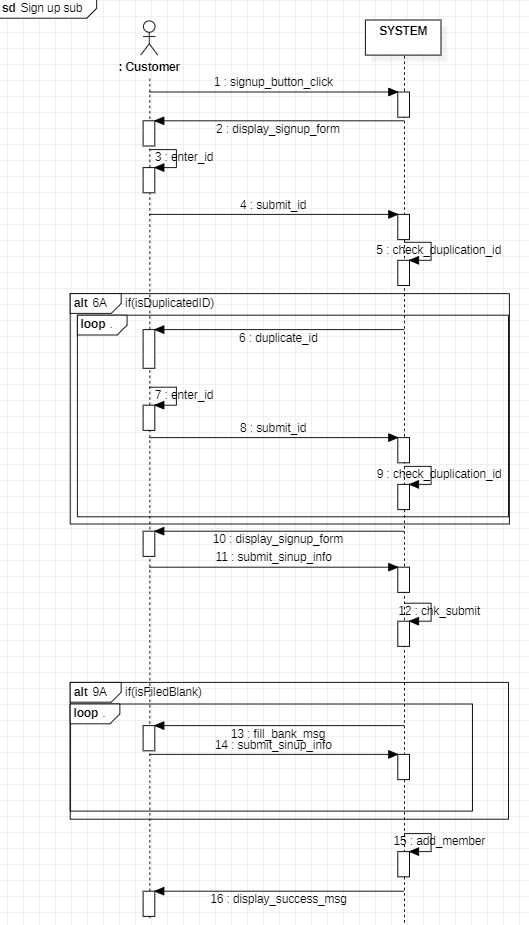 sd Sign up sub
SYSTEM
: Customer
1 : signup_button_click
2 : display_signup_form
3 : enter_id
4 : submit_id
5 : check_duplication_id
alt 6A if(isDuplicatedID)
loop .
6 : duplicate_id
7 : enter_id
8 : submit_id
9 : check_duplication_id
10 : display_signup_form
11 : submit_sinup_info
12 : chk_submit
alt 9A if(isFiledBlank)
loop .
13 : fill_bank_msg
14 : submit_sinup_info
15 : add_member
16 : display_success_msg